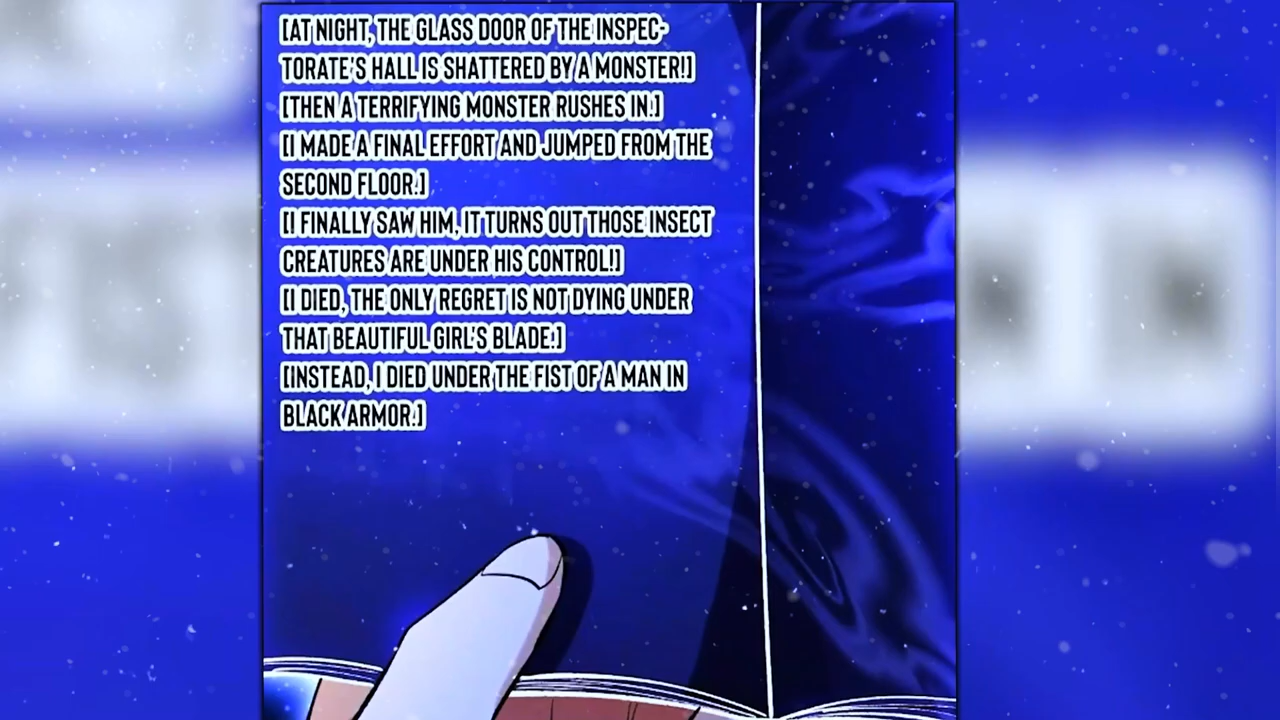 [AT NIGHT, THE GLASS DOOR OF THE INSPEC-
TORATE'S HALL IS SHATTERED BY A MONSTER!]
[THEN A TERRIFYING MONSTER RUSHES IN.]
[I MADE A FINAL EFFORT AND JUMPED FROM THE
SECOND FLOOR.]
[I FINALLY SAW HIM, IT TURNS OUT THOSE INSECT
CREATURES ARE UNDER HIS CONTROL!]
[I DIED, THE ONLY REGRET IS NOT DYING UNDER
THAT BEAUTIFUL GIRL'S BLADE.]
[INSTEAD, I DIED UNDER THE FIST OF A MAN IN
BLACK ARMOR.]